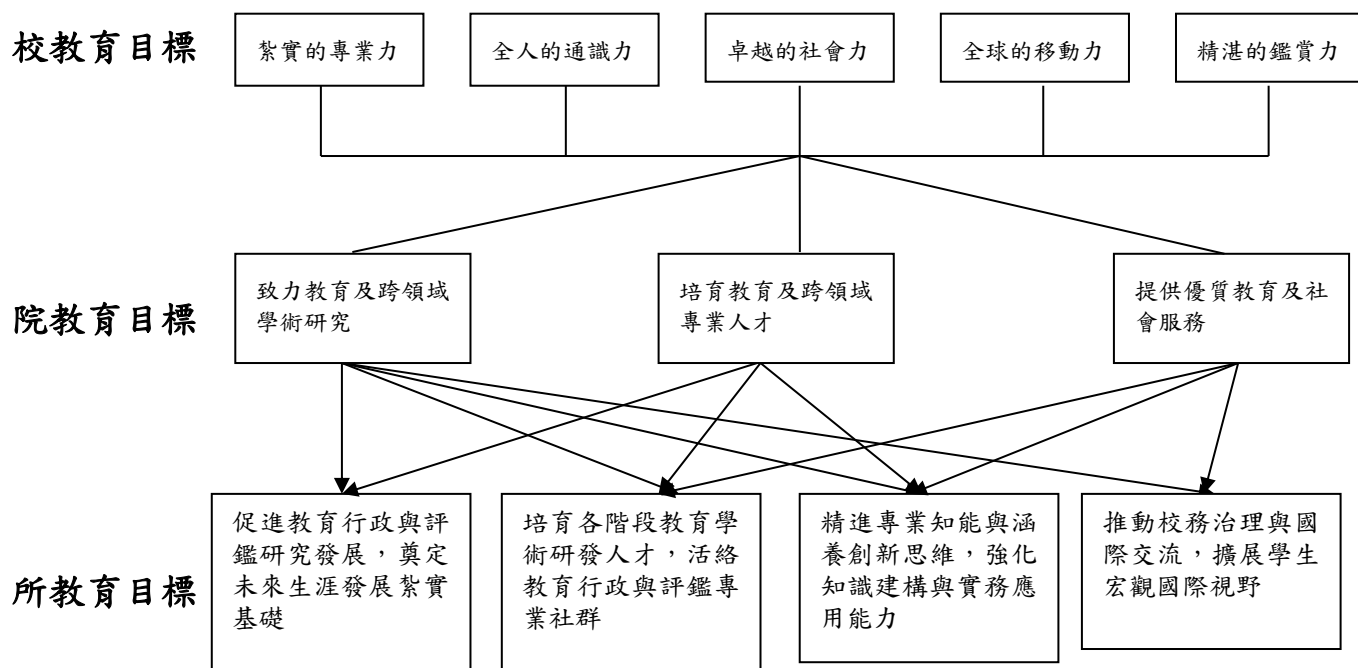 校教育目標
紮實的專業力
全人的通識力
卓越的社會力
全球的移動力
精湛的鑑賞力
院教育目標
致力教育及跨領域
學術研究
培育教育及跨領域
專業人才
提供優質教育及社
會服務
所教育目標
促進教育行政與評
鑑研究發展，奠定
未來生涯發展紮實
基礎
培育各階段教育學
術研發人才，活絡
教育行政與評鑑專
業社群
精進專業知能與涵
養創新思維，強化
知識建構與實務應
用能力
推動校務治理與國
際交流，擴展學生
宏觀國際視野